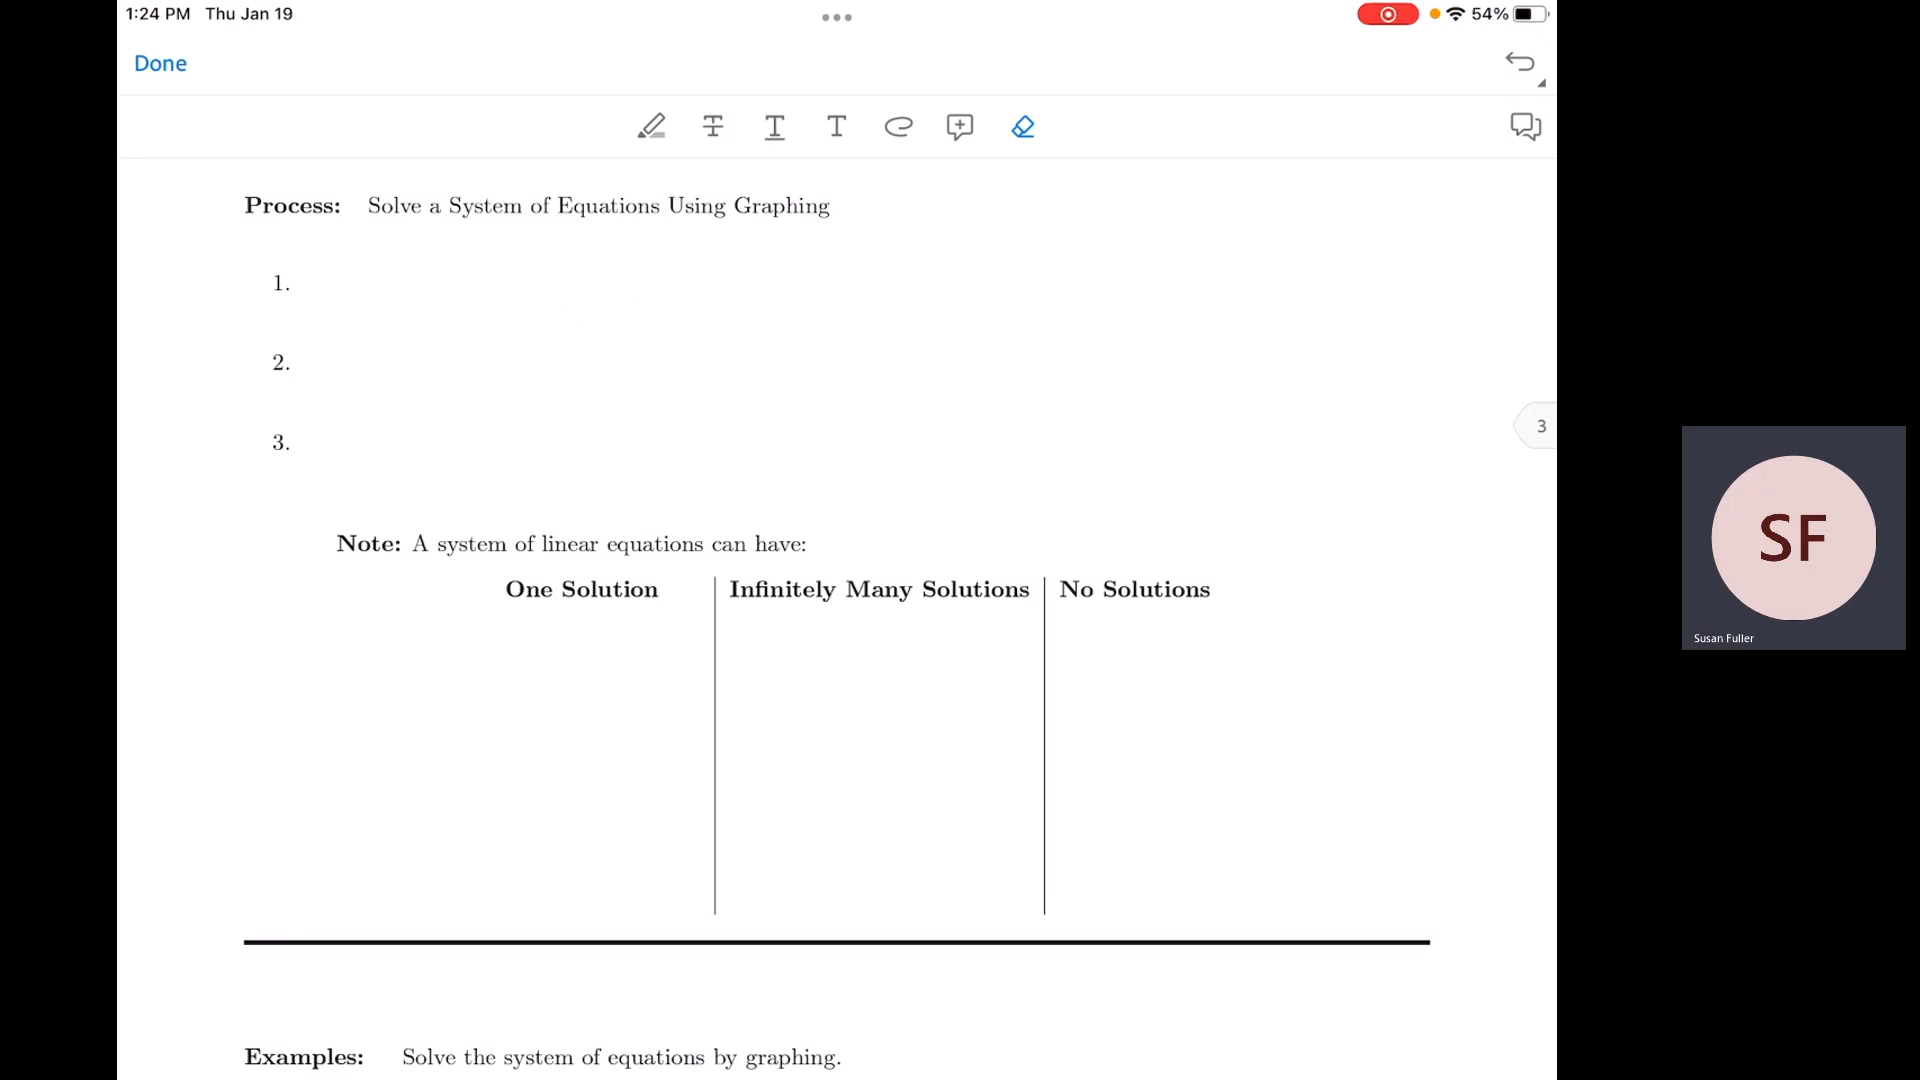 1:24 PM Thu Jan 19
54%
Done
T T T
Process: Solve a System of Equations Using Graphing
1.
2.
3.
3
Note: A system of linear equations can have:
One Solution Infinitely Many Solutions No Solutions
SF
Susan Fuller
Examples: Solve the system of equations by graphing.